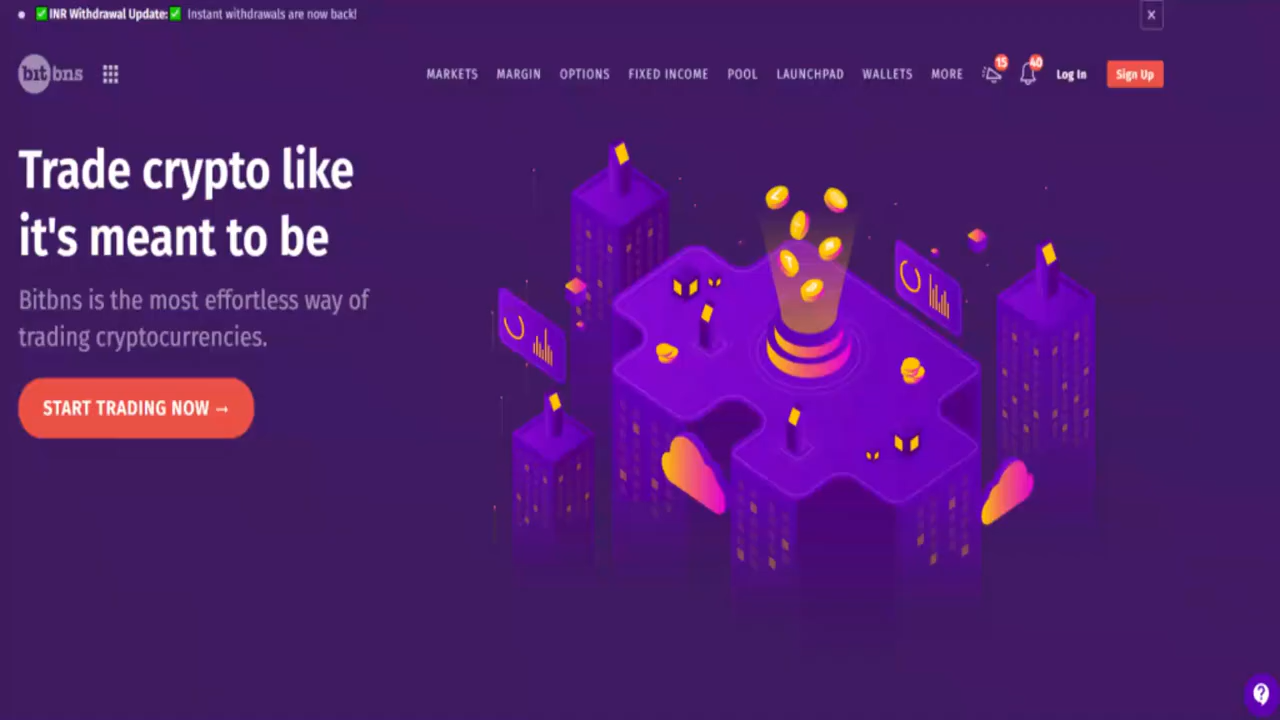 ✅INR Withdrawal Update:✅ Instant withdrawals are now back!
X
bitbns
MARKETS MARGIN OPTIONS FIXED INCOME POOL LAUNCHPAD WALLETS MORE 15 40 Log In Sign Up
Trade crypto like
it's meant to be
Bitbns is the most effortless way of
trading cryptocurrencies.
START TRADING NOW →
?